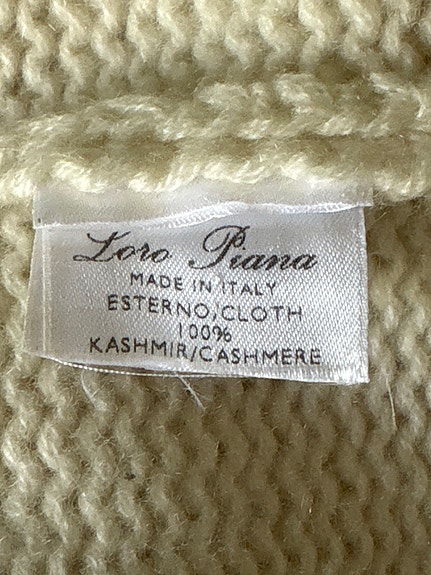 Loro Piana
MADE IN ITALY
ESTERNO,CLOTH
100%
KASHMIR/CASHMERE